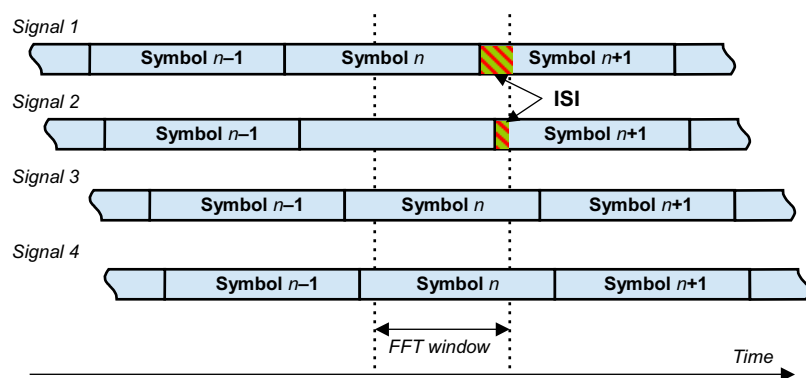 Signal 1
Symbol n–1 Symbol n Symbol n+1
ISI
Signal 2
Symbol n–1 Symbol n+1
Signal 3
Symbol n–1 Symbol n Symbol n+1
Signal 4
Symbol n–1 Symbol n Symbol n+1
FFT window
Time